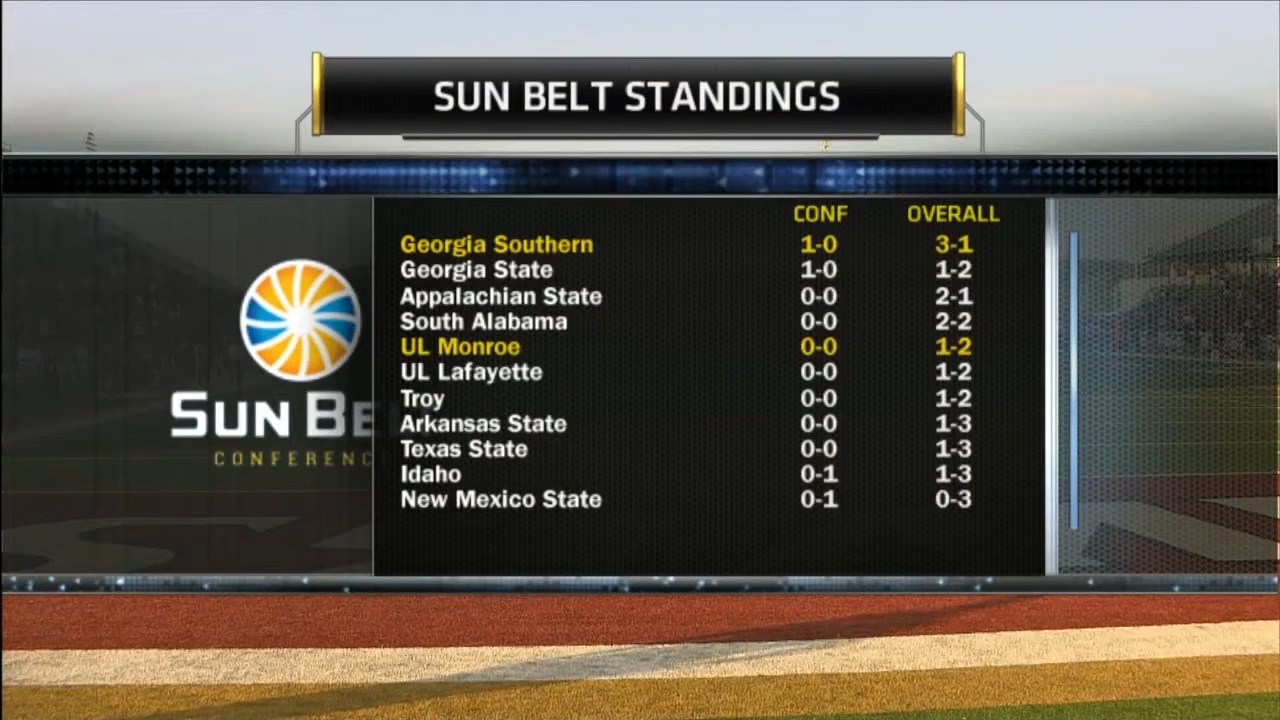 SUN BELT STANDINGS
CONF OVERALL
Georgia Southern 1-0 3-1
Georgia State 1-0 1-2
Appalachian State 0-0 2-1
South Alabama 0-0 2-2
UL Monroe 0-0 1-2
UL Lafayette 0-0 1-2
Troy 0-0 1-2
Arkansas State 0-0 1-3
Texas State 0-0 1-3
Idaho 0-1 1-3
New Mexico State 0-1 0-3
SUN BE
CONFERENC